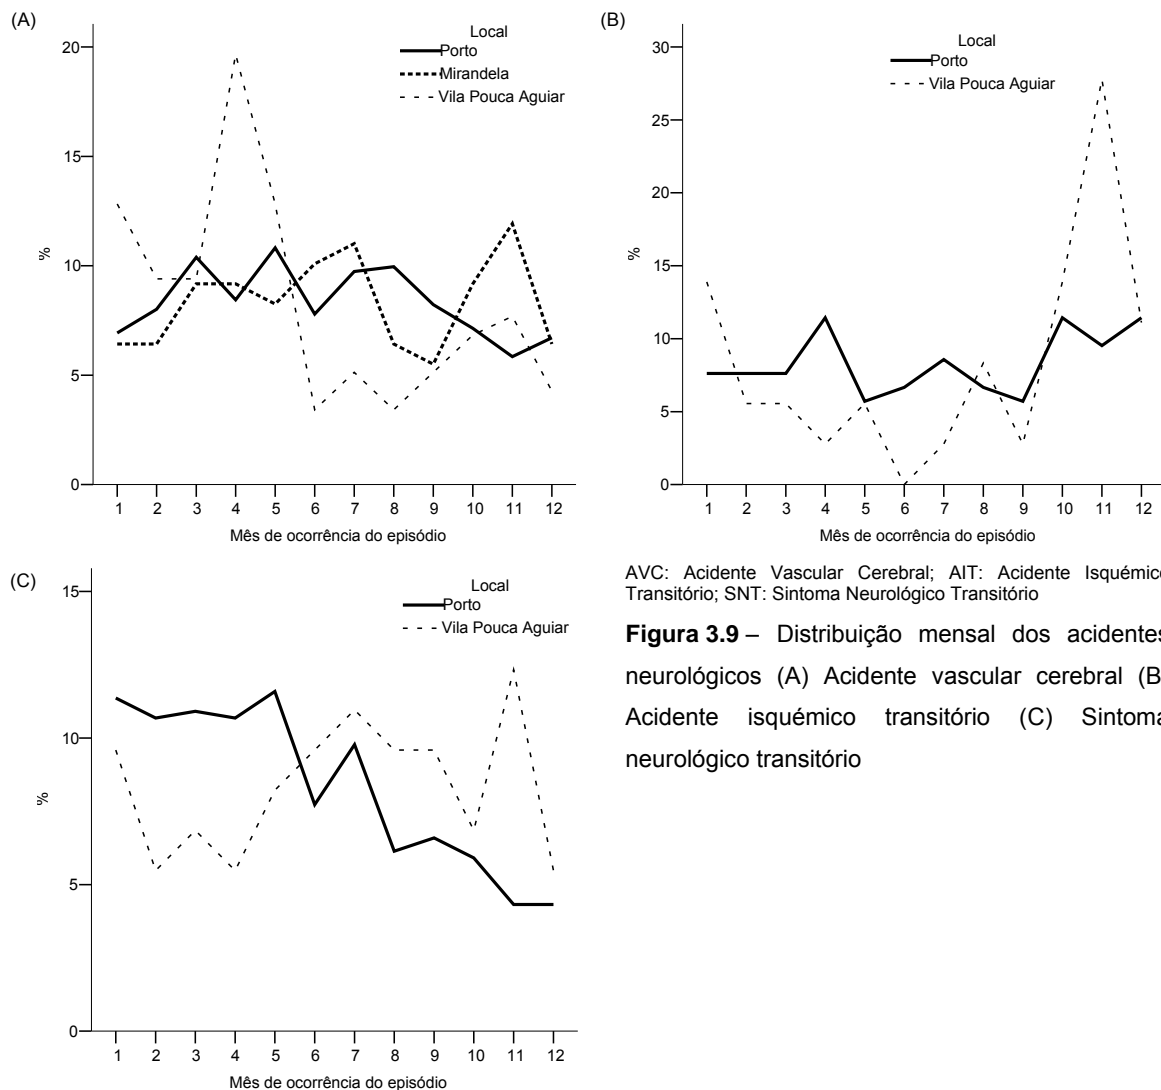 (A)
Local
Porto
Mirandela
Vila Pouca Aguiar
20
15
10
5
0
%
1 2 3 4 5 6 7 8 9 10 11 12
Mês de ocorrência do episódio
(B)
Local
Porto
Vila Pouca Aguiar
30
25
20
15
10
5
0
%
1 2 3 4 5 6 7 8 9 10 11 12
Mês de ocorrência do episódio
(C)
Local
Porto
Vila Pouca Aguiar
15
10
5
0
%
1 2 3 4 5 6 7 8 9 10 11 12
Mês de ocorrência do episódio
AVC: Acidente Vascular Cerebral; AIT: Acidente Isquémico
Transitório; SNT: Sintoma Neurológico Transitório
Figura 3.9 – Distribuição mensal dos acidentes
neurológicos (A) Acidente vascular cerebral (B
Acidente isquémico transitório (C) Sintoma
neurológico transitório